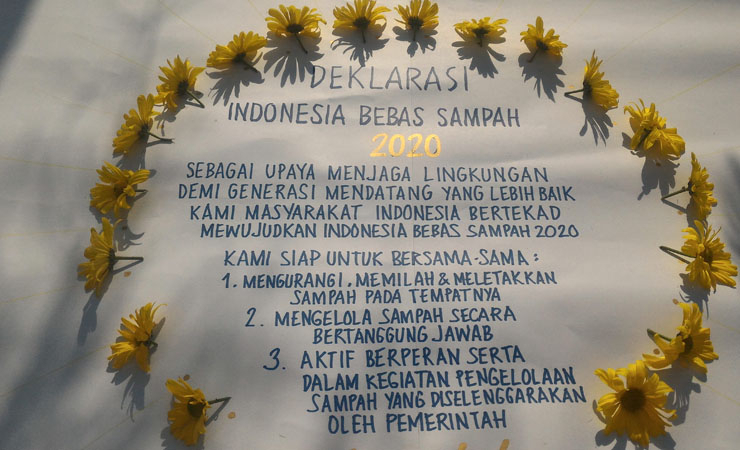 DEKLARASI
INDONESIA BEBAS SAMPAH
2020
SEBAGAI UPAYA MENJAGA LINGKUNGAN
DEMI GENERASI MENDATANG YANG LEBIH BAIK
KAMI MASYARAKAT INDONESIA BERTEKAD
MEWUJUDKAN INDONESIA BEBAS SAMPAH 2020
KAMI SIAP UNTUK BERSAMA-SAMA :
1. MENGURANGI, MEMILAH & MELETAKKAN
SAMPAH PADA TEMPATNYA
2. MENGELOLA SAMPAH SECARA
BERTANGGUNG JAWAB
3. AKTIF BERPERAN SERTA
DALAM KEGIATAN PENGELOLAAN
SAMPAH YANG DISELENGGARAKAN
OLEH PEMERINTAH